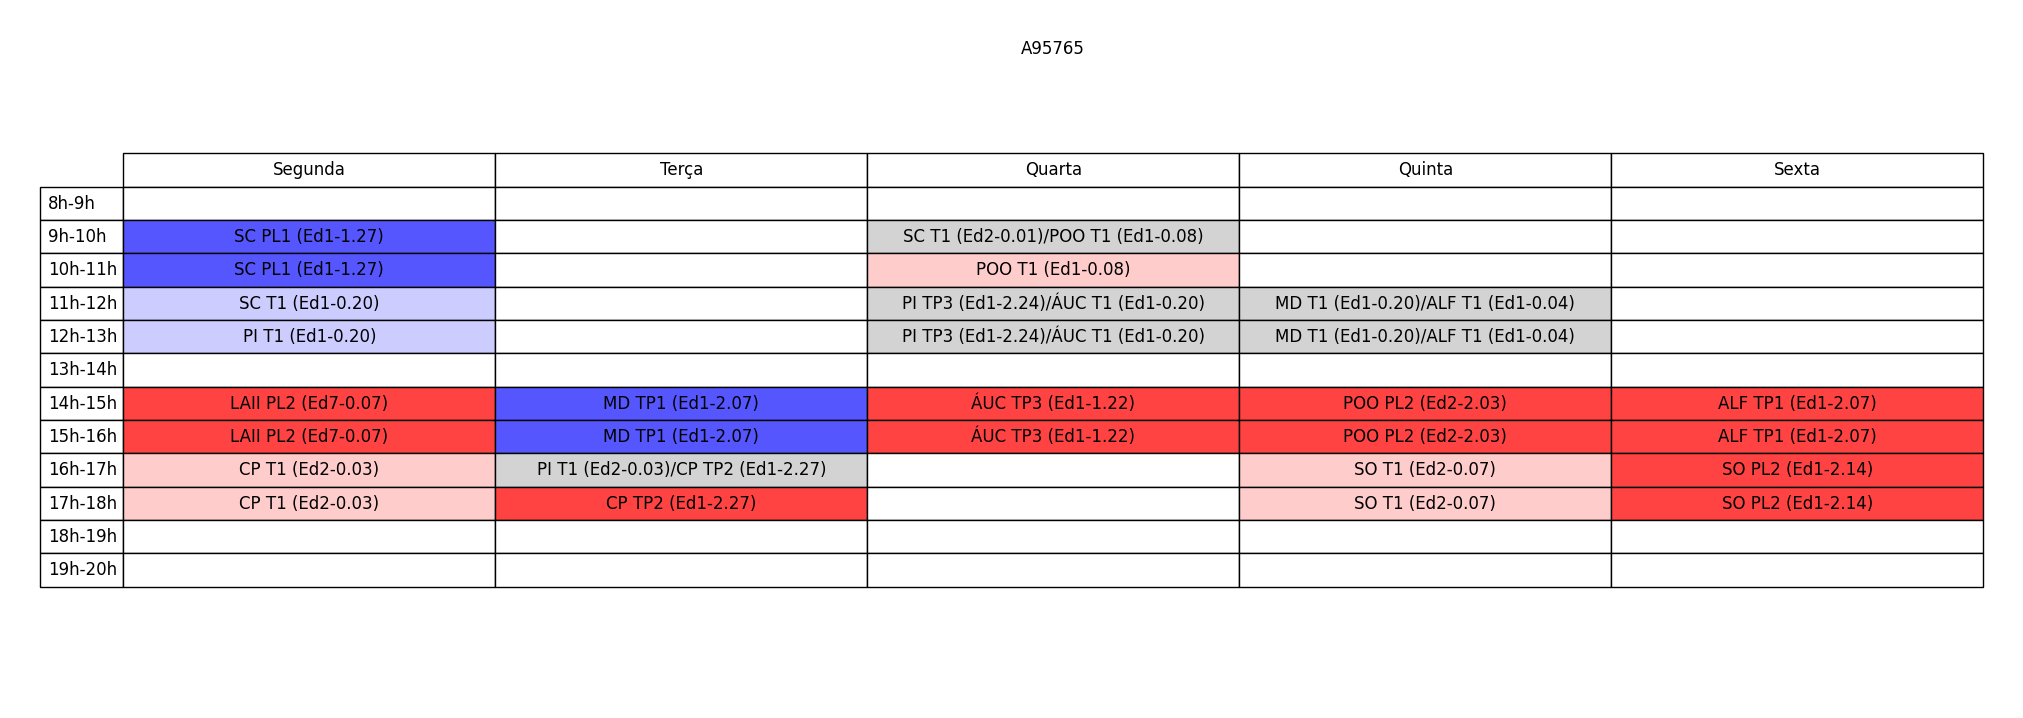 A95765
Segunda Terça Quarta Quinta Sexta
8h-9h
9h-10h SC PL1 (Ed1-1.27) SC T1 (Ed2-0.01)/POO T1 (Ed1-0.08)
10h-11h SC PL1 (Ed1-1.27) POO T1 (Ed1-0.08)
11h-12h SC T1 (Ed1-0.20) PI TP3 (Ed1-2.24)/ÁUC T1 (Ed1-0.20) MD T1 (Ed1-0.20)/ALF T1 (Ed1-0.04)
12h-13h PI T1 (Ed1-0.20) PI TP3 (Ed1-2.24)/ÁUC T1 (Ed1-0.20) MD T1 (Ed1-0.20)/ALF T1 (Ed1-0.04)
13h-14h
14h-15h LAII PL2 (Ed7-0.07) MD TP1 (Ed1-2.07) ÁUC TP3 (Ed1-1.22) POO PL2 (Ed2-2.03) ALF TP1 (Ed1-2.07)
15h-16h LAII PL2 (Ed7-0.07) MD TP1 (Ed1-2.07) ÁUC TP3 (Ed1-1.22) POO PL2 (Ed2-2.03) ALF TP1 (Ed1-2.07)
16h-17h CP T1 (Ed2-0.03) PI T1 (Ed2-0.03)/CP TP2 (Ed1-2.27) SO T1 (Ed2-0.07) SO PL2 (Ed1-2.14)
17h-18h CP T1 (Ed2-0.03) CP TP2 (Ed1-2.27) SO T1 (Ed2-0.07) SO PL2 (Ed1-2.14)
18h-19h
19h-20h